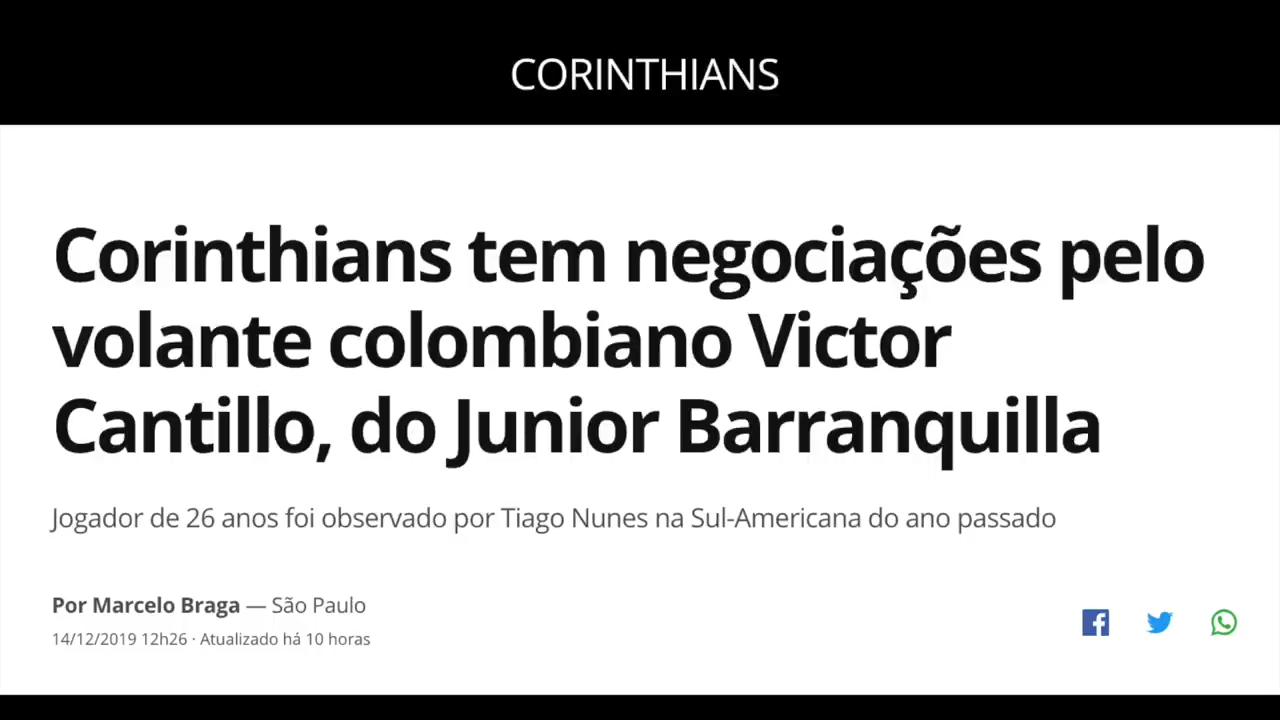 CORINTHIANS
Corinthians tem negociações pelo
volante colombiano Victor
Cantillo, do Junior Barranquilla
Jogador de 26 anos foi observado por Tiago Nunes na Sul-Americana do ano passado
Por Marcelo Braga — São Paulo
14/12/2019 12h26 · Atualizado há 10 horas